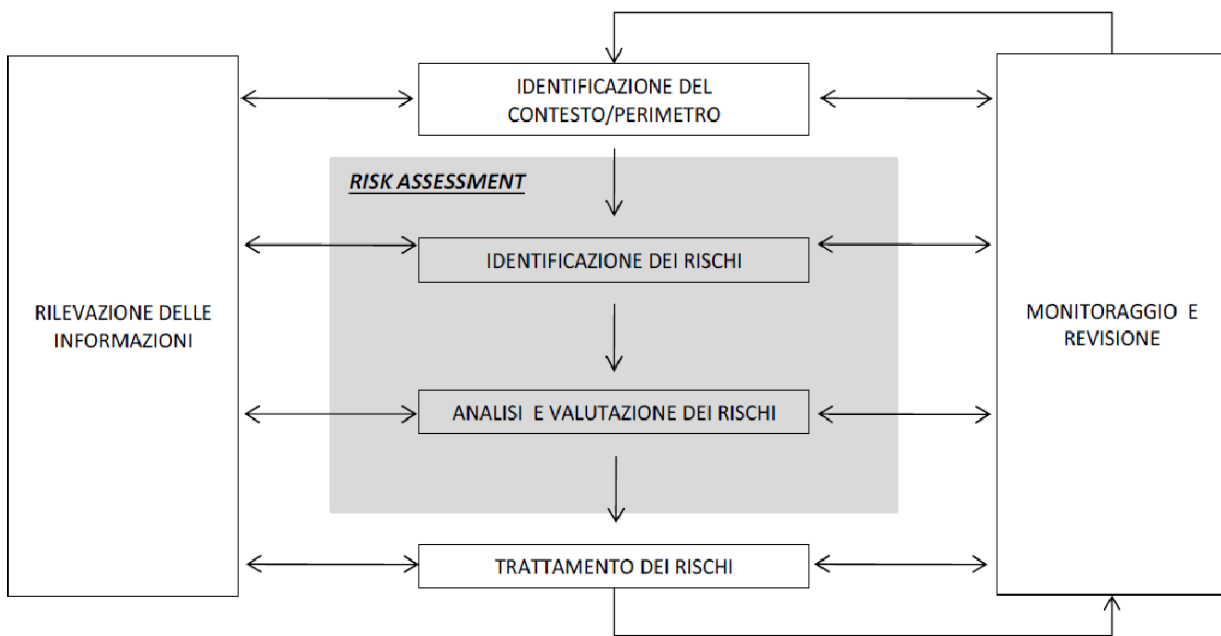 IDENTIFICAZIONE DEL
CONTESTO/PERIMETRO
RISK ASSESSMENT
IDENTIFICAZIONE DEI RISCHI
RILEVAZIONE DELLE
INFORMAZIONI
MONITORAGGIO E
REVISIONE
ANALISI E VALUTAZIONE DEI RISCHI
TRATTAMENTO DEI RISCHI